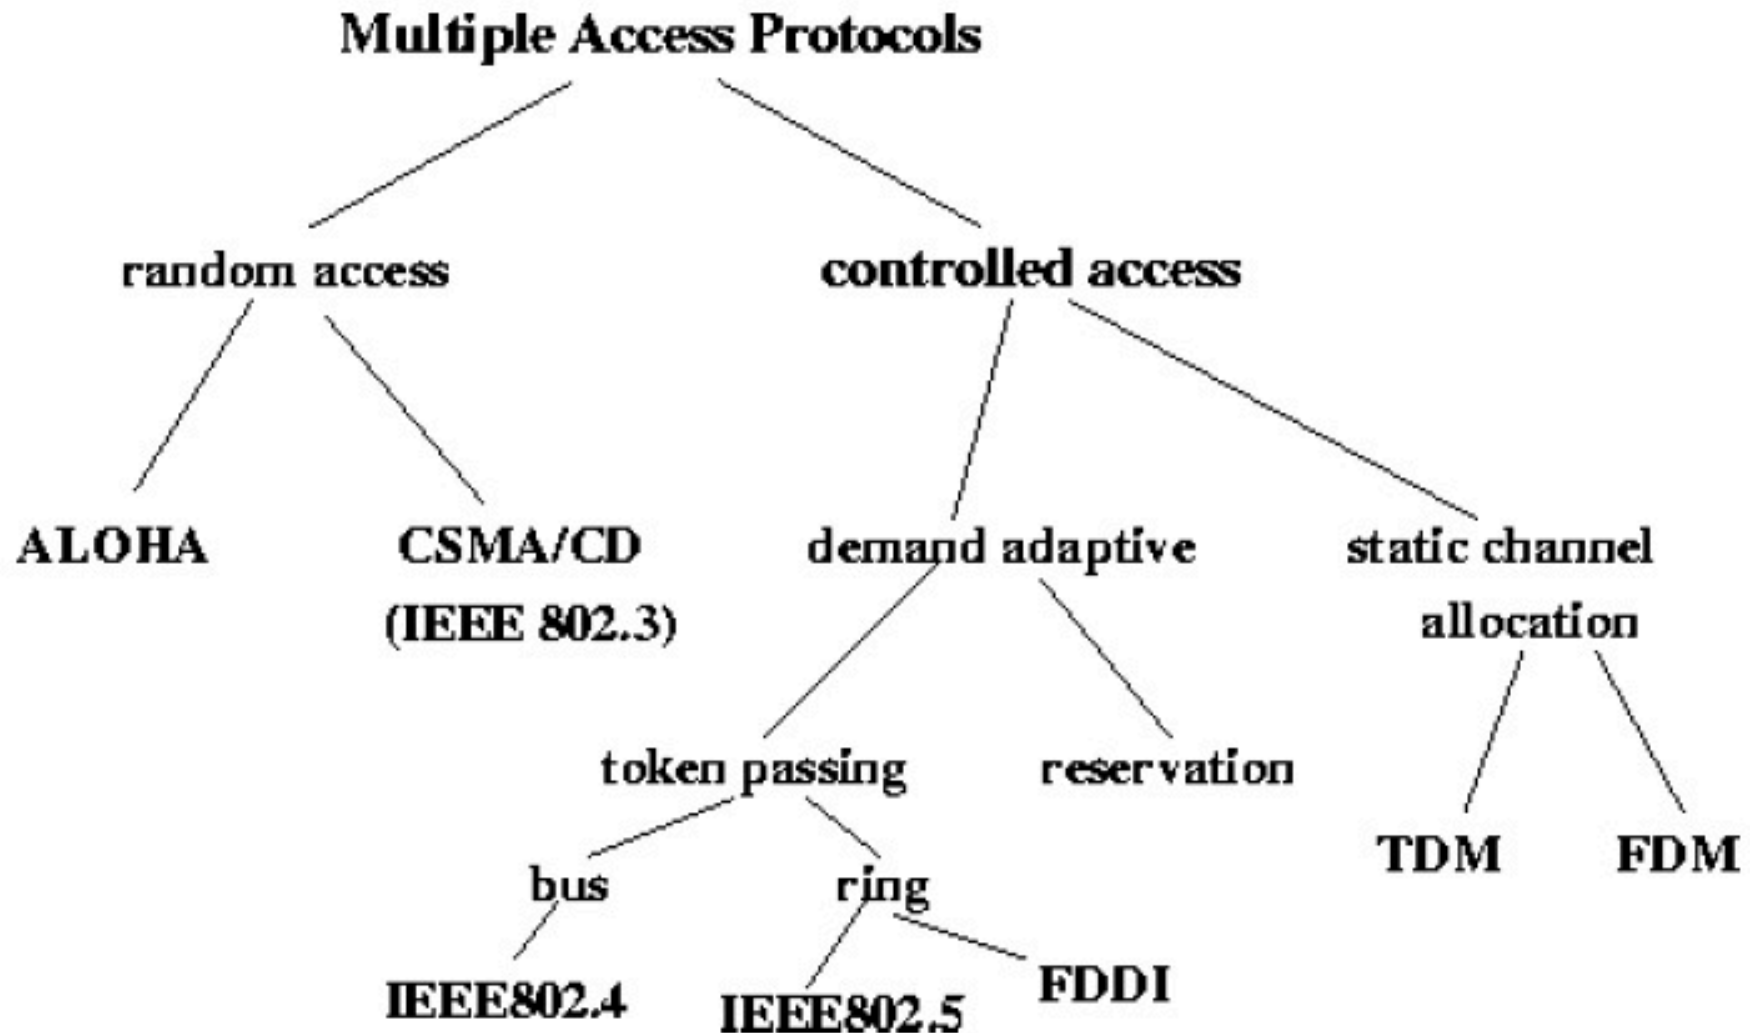 Multiple Access Protocols
random access
controlled access
ALOHA
CSMA/CD
(IEEE 802.3)
demand adaptive
static channel
allocation
token passing
reservation
TDM
FDM
bus
ring
IEEE802.4
IEEE802.5
FDDI